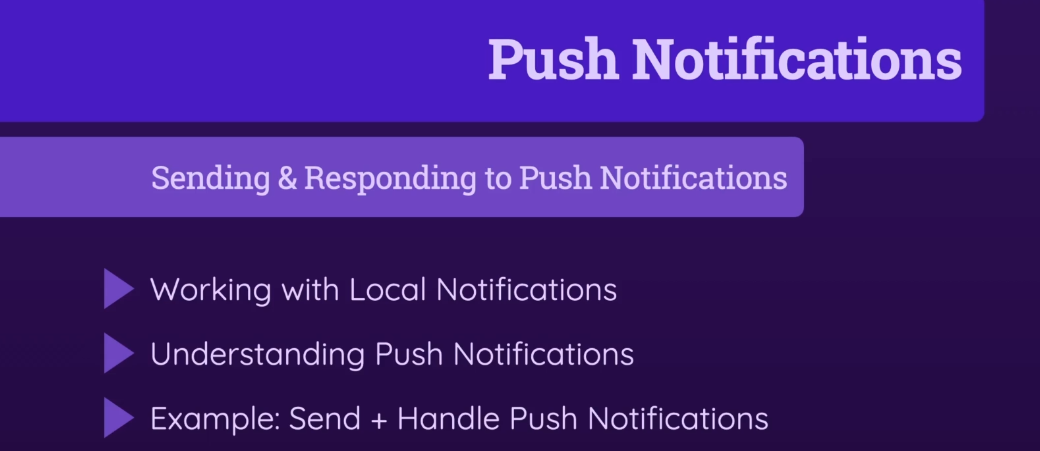 Push Notifications
Sending & Responding to Push Notifications
Working with Local Notifications
Understanding Push Notifications
Example: Send + Handle Push Notifications